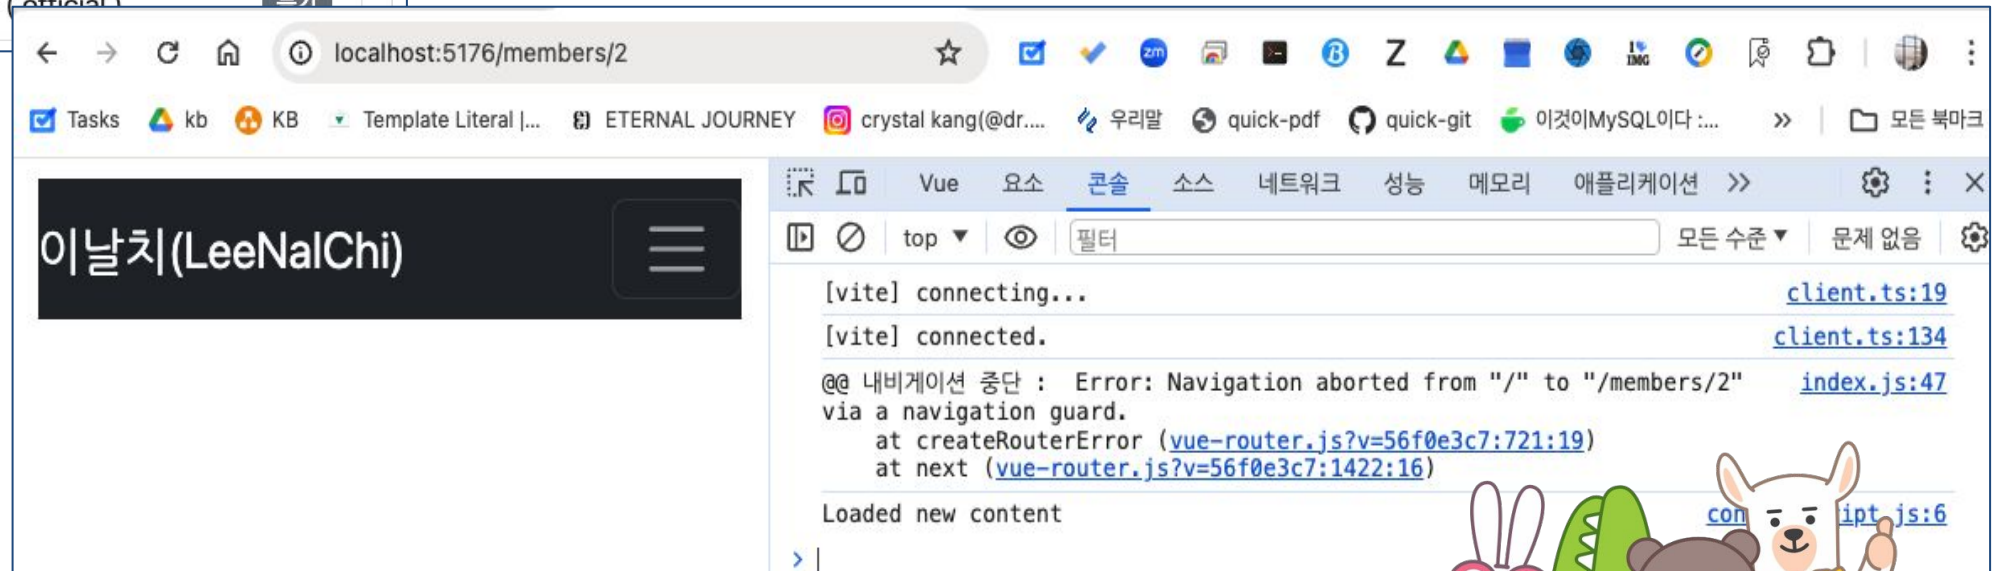 localhost:5176/members/2
zm
Z
Tasks kb KB Template Literal |... ETERNAL JOURNEY crystal kang(@dr.... 우리말 quick-pdf quick-git 이것이MySQL이다 :... » 모든 북마크
이날치(LeeNalChi)
Vue 요소 콘솔 소스 네트워크 성능 메모리 애플리케이션 »
top ▼ 필터 모든 수준 ▼ 문제 없음
[vite] connecting... client.ts:19
[vite] connected. client.ts:134
@@ 내비게이션 중단 : Error: Navigation aborted from "/" to "/members/2" index.js:47
via a navigation guard.
at createRouterError (vue-router.js?v=56f0e3c7:721:19)
at next (vue-router.js?v=56f0e3c7:1422:16)
Loaded new content con ipt.js:6
>